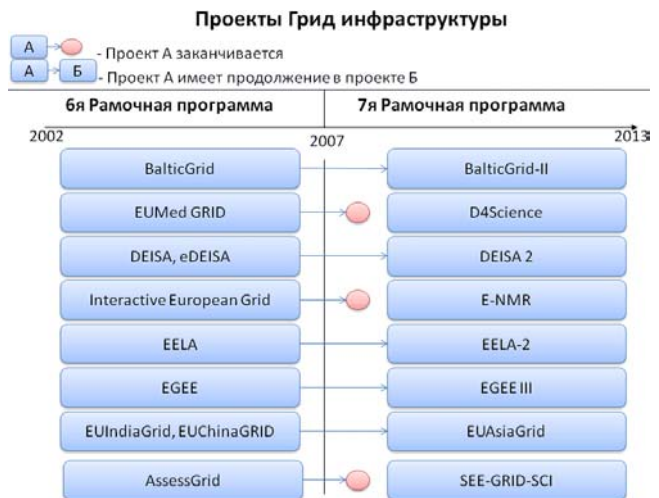 Проекты Грид инфраструктуры
А - Проект А заканчивается
А Б - Проект А имеет продолжение в проекте Б
6я Рамочная программа 7я Рамочная программа
2002 2007 2013
BalticGrid BalticGrid-II
EUMed GRID D4Science
DEISA, eDEISA DEISA 2
Interactive European Grid E-NMR
EELA EELA-2
EGEE EGEE III
EUIndiaGrid, EUChinaGRID EUAsiaGrid
AssessGrid SEE-GRID-SCI